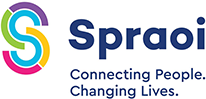 Spraoi
Connecting People.
Changing Lives.